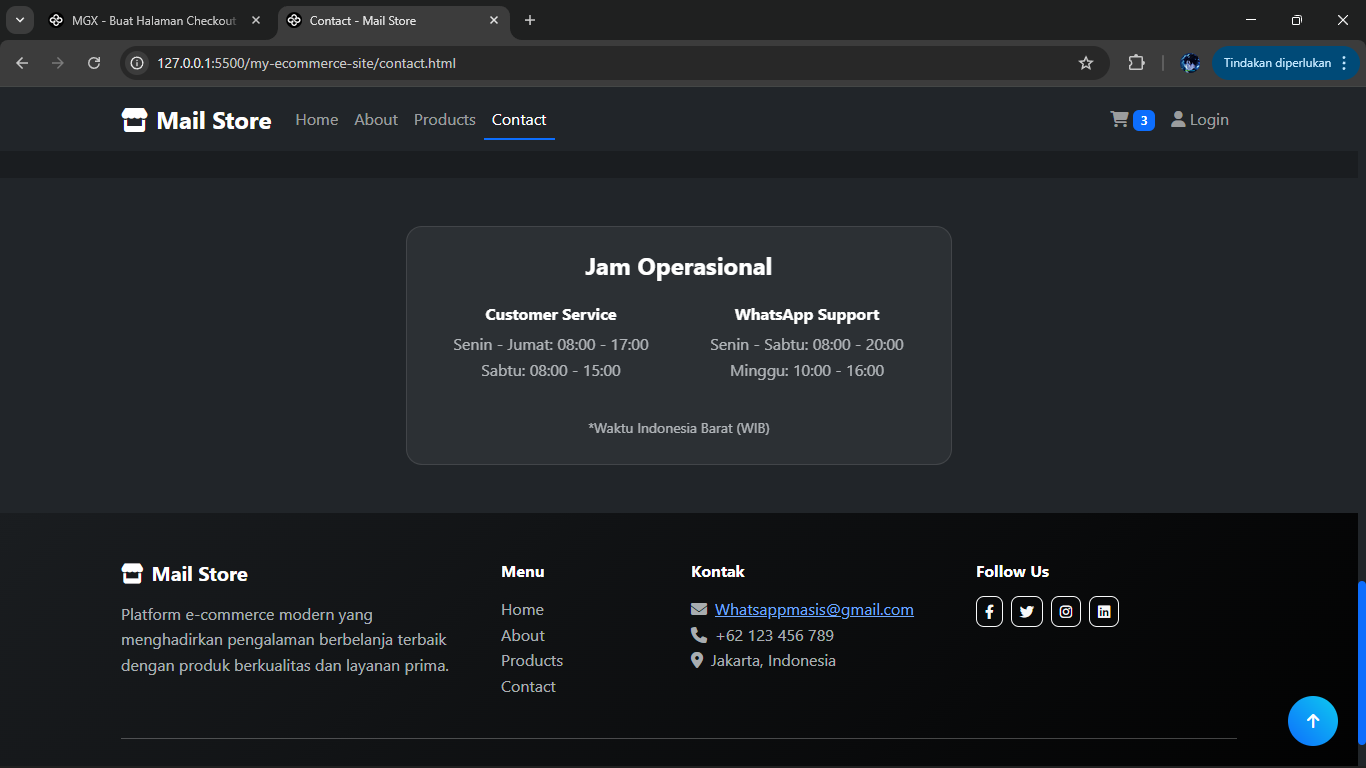 MGX - Buat Halaman Checkout
Contact - Mail Store
127.0.0.1:5500/my-ecommerce-site/contact.html
Tindakan diperlukan
Mail Store
Home
About
Products
Contact
3
Login
Jam Operasional
Customer Service
Senin - Jumat: 08:00 - 17:00
Sabtu: 08:00 - 15:00
WhatsApp Support
Senin - Sabtu: 08:00 - 20:00
Minggu: 10:00 - 16:00
*Waktu Indonesia Barat (WIB)
Mail Store
Platform e-commerce modern yang
menghadirkan pengalaman berbelanja terbaik
dengan produk berkualitas dan layanan prima.
Menu
Home
About
Products
Contact
Kontak
Whatsappmasis@gmail.com
+62 123 456 789
Jakarta, Indonesia
Follow Us